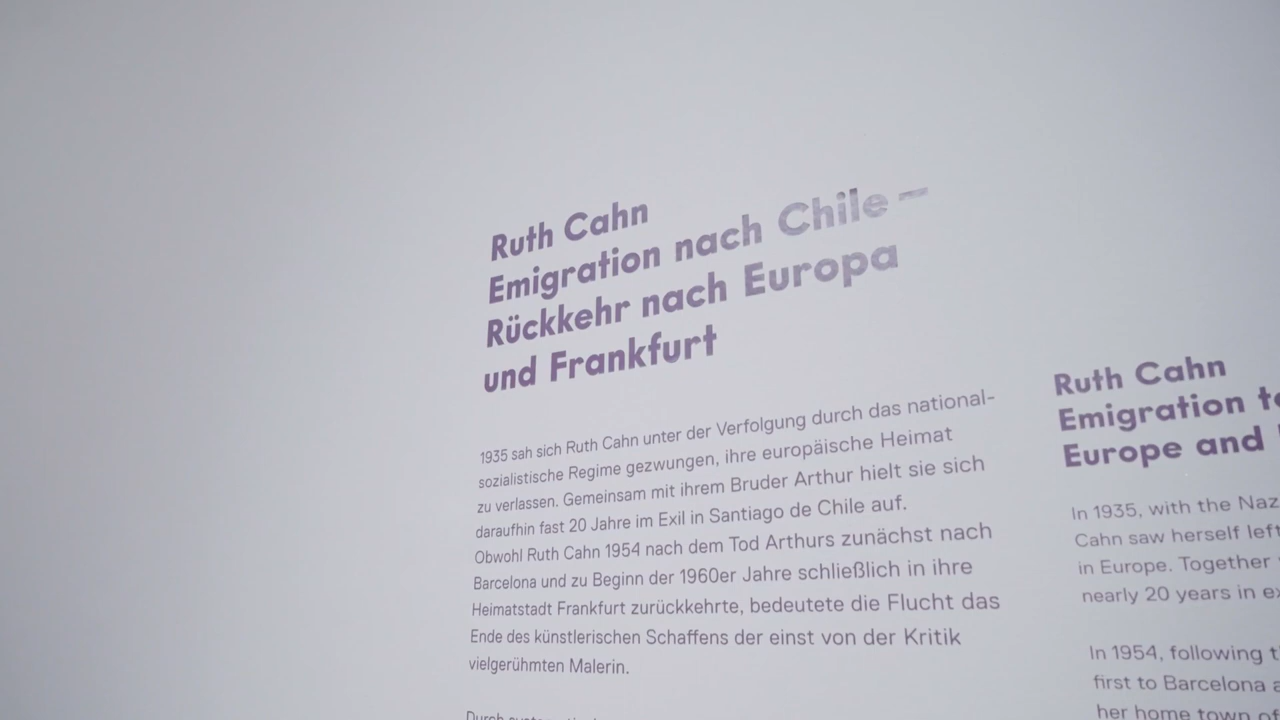 Ruth Cahn
Emigration nach Chile –
Rückkehr nach Europa
und Frankfurt
1935 sah sich Ruth Cahn unter der Verfolgung durch das national-
sozialistische Regime gezwungen, ihre europäische Heimat
zu verlassen. Gemeinsam mit ihrem Bruder Arthur hielt sie sich
daraufhin fast 20 Jahre im Exil in Santiago de Chile auf.
Obwohl Ruth Cahn 1954 nach dem Tod Arthurs zunächst nach
Barcelona und zu Beginn der 1960er Jahre schließlich in ihre
Heimatstadt Frankfurt zurückkehrte, bedeutete die Flucht das
Ende des künstlerischen Schaffens der einst von der Kritik
vielgerühmten Malerin.
Ruth Cahn
Emigration
Europe and
In 1935, with the
Cahn saw herself
in Europe. Together
nearly 20 years in
In 1954, following
first to Barcelona
her home town of